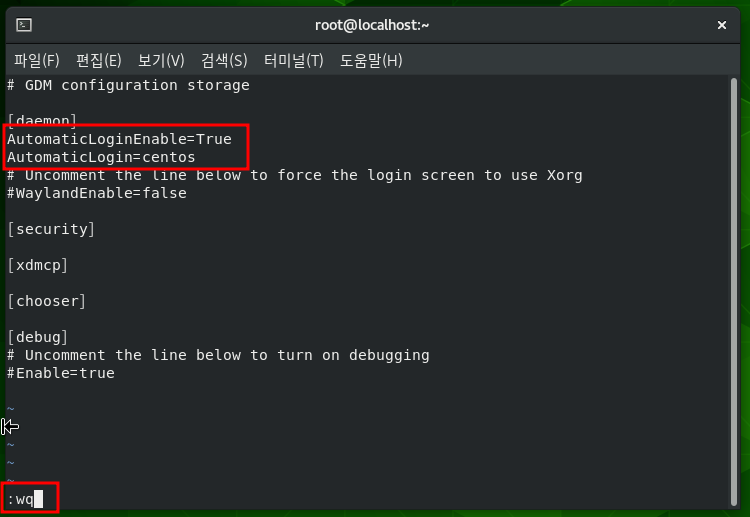 root@localhost:~
파일(F) 편집(E) 보기(V) 검색(S) 터미널(T) 도움말(H)
# GDM configuration storage
[daemon]
AutomaticLoginEnable=True
AutomaticLogin=centos
# Uncomment the line below to force the login screen to use Xorg
#WaylandEnable=false
[security]
[xdmcp]
[chooser]
[debug]
# Uncomment the line below to turn on debugging
#Enable=true
~
~
~
~
:wq